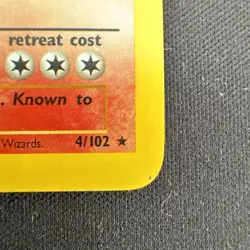 retreat cost
. Known to
Wizards. 4/102 ★